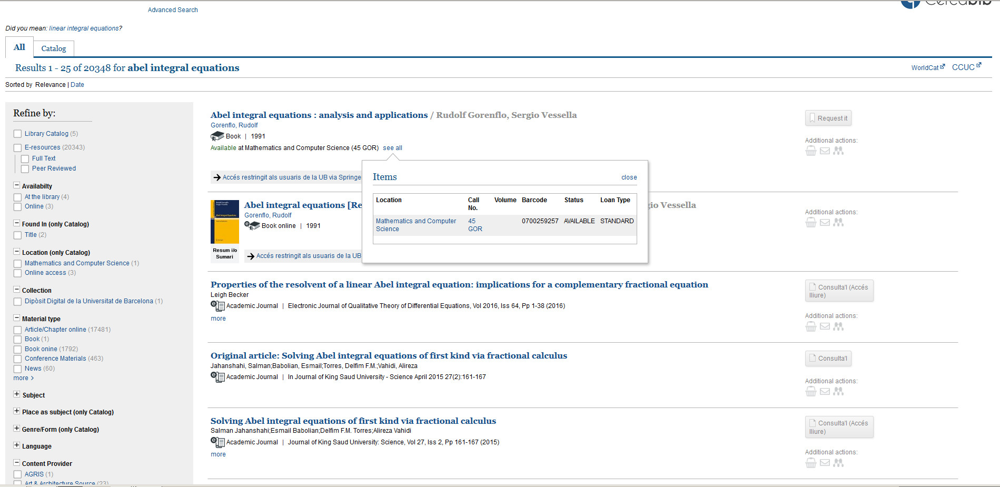 Advanced Search
Did you mean: linear integral equations?
All
Catalog
Results 1 - 25 of 20348 for abel integral equations
WorldCat
CCUC
Sorted by Relevance | Date
Refine by:
Library Catalog (5)
E-resources (20343)
Full Text
Peer Reviewed
Availabilty
At the library (4)
Online (3)
Found In (only Catalog)
Title (2)
Location (only Catalog)
Mathematics and Computer Science (1)
Online access (3)
Collection
Dipòsit Digital de la Universitat de Barcelona (1)
Material type
Article/Chapter online (17481)
Book (1)
Book onine (1792)
Conference Materials (463)
News (60)
more >
Subject
Place as subject (only Catalog)
Genre/Form (only Catalog)
Language
Content Provider
AGRIS (1)
Art & Architecture Source (23)
Abel integral equations : analysis and applications / Rudolf Gorenflo, Sergio Vessella
Gorenflo, Rudolf
Book | 1991
Available at Mathematics and Computer Science (45 GOR) see all
Accés restringit als usuaris de la UB via Springe
Request it
Additional actions:
Items
close
Location Call No. Volume Barcode Status Loan Type
Mathematics and Computer Science 45 GOR 0700259257 AVAILABLE STANDARD
Abel integral equations [Re
gio Vessella
Gorenflo, Rudolf
Book online | 1991
Resum i/o
Sumari
Accés restringit als usuaris de la UB
Additional actions:
Properties of the resolvent of a linear Abel integral equation: implications for a complementary fractional equation
Leigh Becker
Academic Journal | Electronic Journal of Qualitative Theory of Differential Equations, Vol 2016, Iss 64, Pp 1-38 (2016)
more
Consulta'l (Accés
lliure)
Additional actions:
Original article: Solving Abel integral equations of first kind via fractional calculus
Jahanshahi, Salman;Babolian, Esmail;Torres, Delfim F.M.;Vahidi, Alireza
Academic Journal | In Journal of King Saud University - Science April 2015 27(2):161-167
Consulta'l
Additional actions:
Solving Abel integral equations of first kind via fractional calculus
Salman Jahanshahi;Esmail Babolian;Delfim F.M. Torres;Alireza Vahidi
Academic Journal | Journal of King Saud University: Science, Vol 27, Iss 2, Pp 161-167 (2015)
more
Consulta'l (Accés
lliure)
Additional actions: